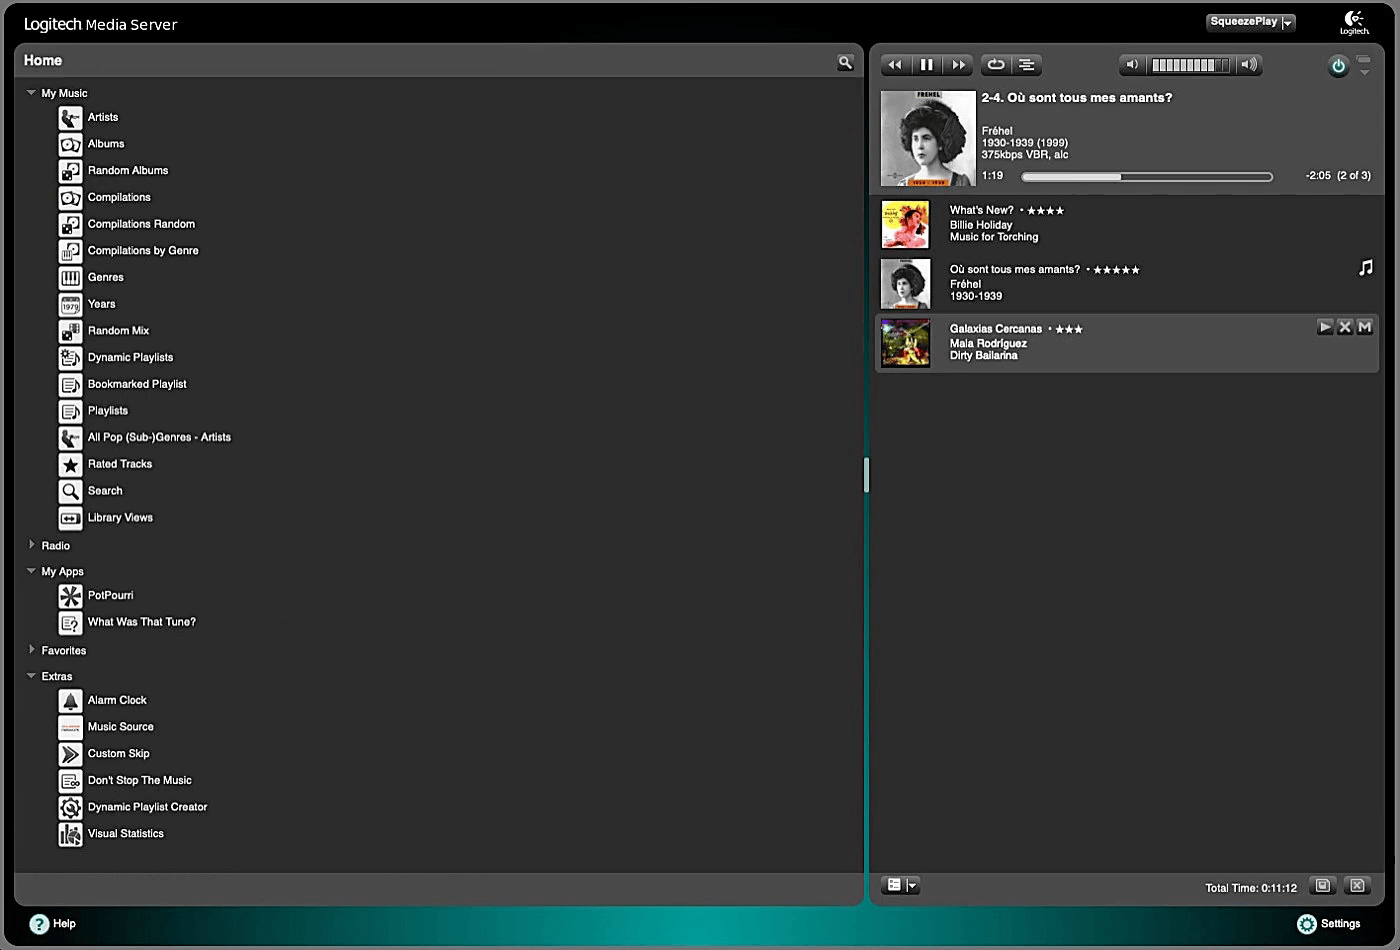 Logitech Media Server
SqueezePlay
Logitech
Home
My Music
Artists
Albums
Random Albums
Compilations
Compilations Random
Compilations by Genre
Genres
1979
Years
Random Mix
Dynamic Playlists
Bookmarked Playlist
Playlists
All Pop (Sub-)Genres - Artists
Rated Tracks
Search
Library Views
Radio
My Apps
PotPourri
What Was That Tune?
Favorites
Extras
Alarm Clock
Music Source
Custom Skip
Don't Stop The Music
Dynamic Playlist Creator
Visual Statistics
FREHEL
1930 - 1939
2-4. Où sont tous mes amants?
Fréhel
1930-1939 (1999)
375kbps VBR, alc
1:19
-2:05 (2 of 3)
What's New? • ★★★★
Billie Holiday
Music for Torching
Où sont tous mes amants? • ★★★★★
Fréhel
1930-1939
Galaxias Cercanas • ★★★
Mala Rodríguez
Dirty Bailarina
M
Total Time: 0:11:12
? Help
Settings